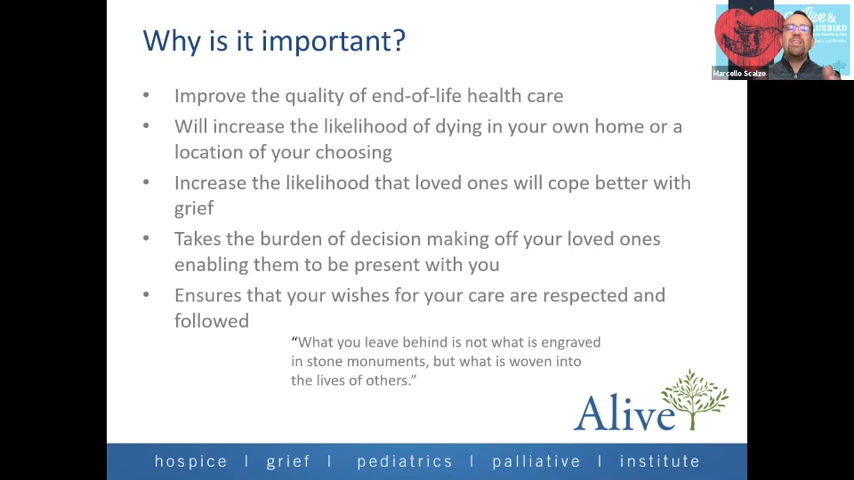 Why is it important?
• Improve the quality of end-of-life health care
• Will increase the likelihood of dying in your own home or a
location of your choosing
• Increase the likelihood that loved ones will cope better with
grief
• Takes the burden of decision making off your loved ones
enabling them to be present with you
• Ensures that your wishes for your care are respected and
followed
“What you leave behind is not what is engraved
in stone monuments, but what is woven into
the lives of others.”
Alive
hospice | grief | pediatrics | palliative | institute
Marcello Scalzo